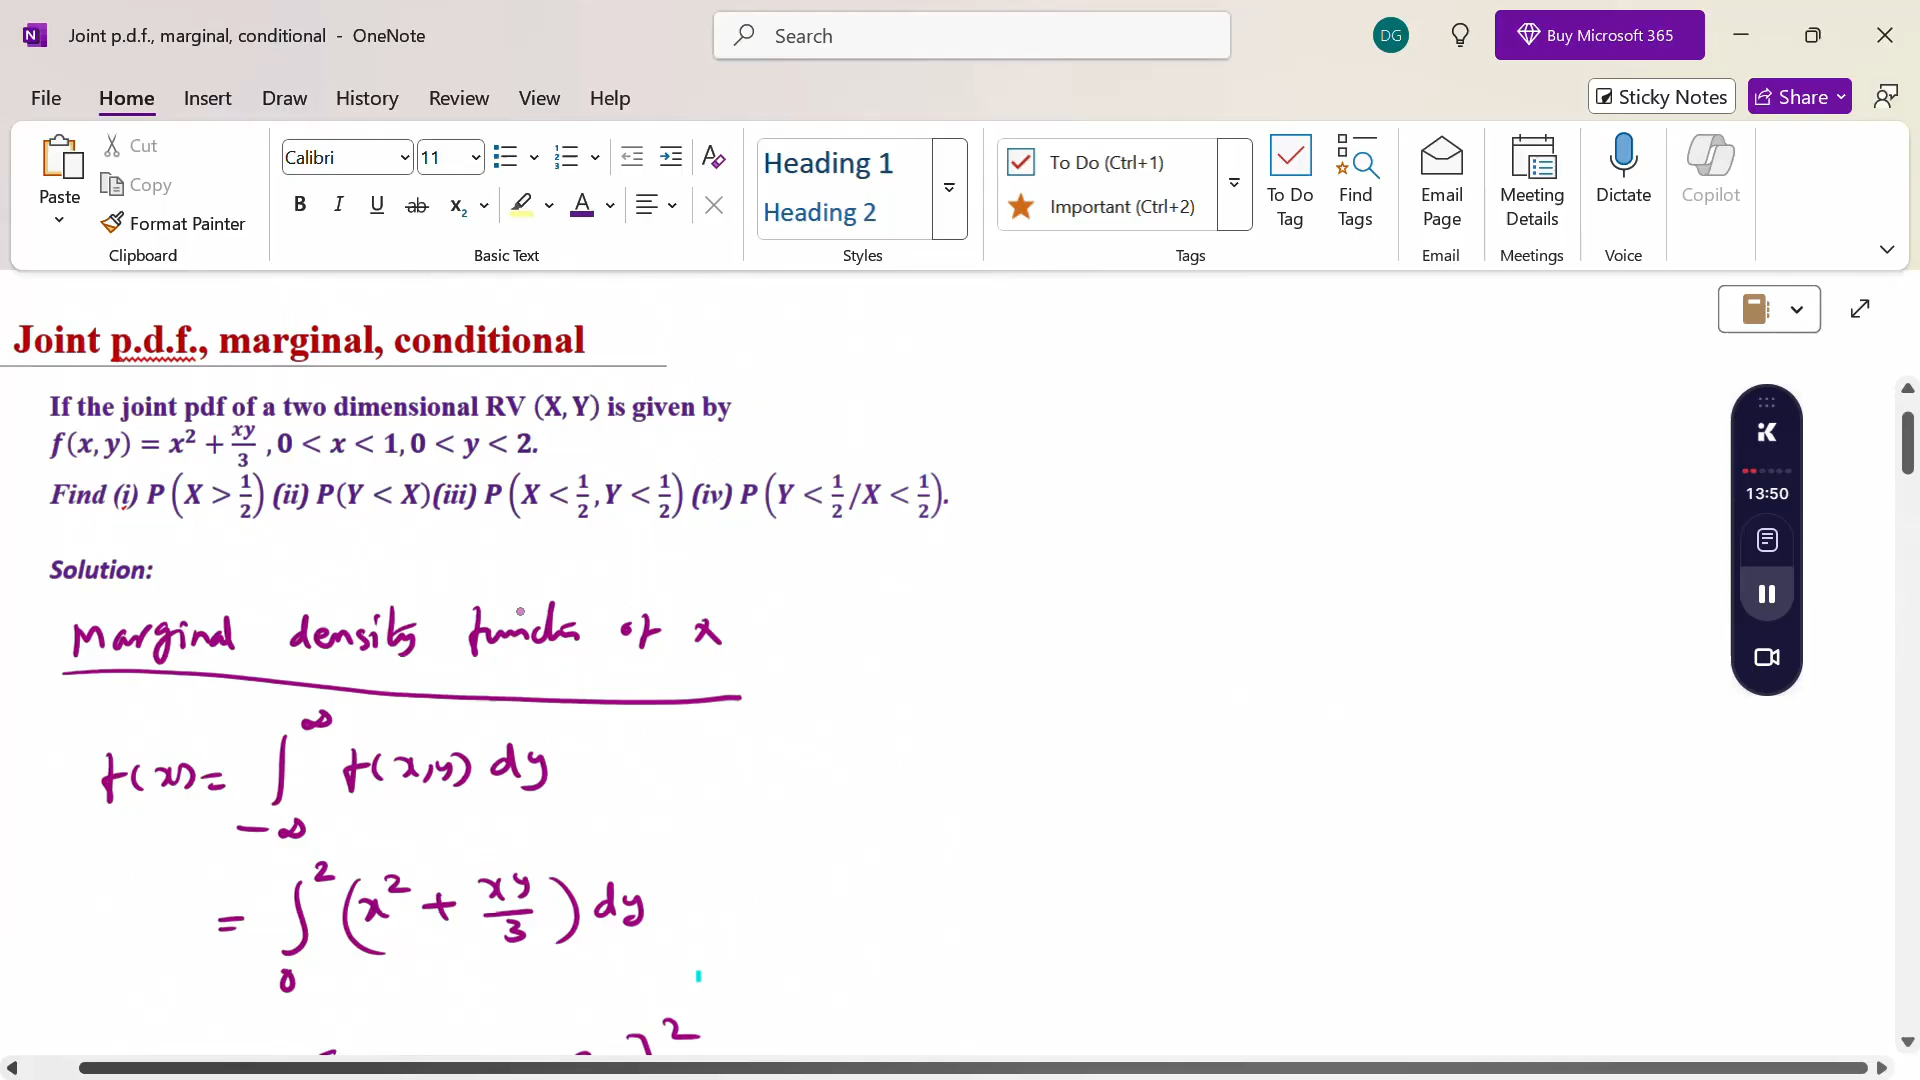 Joint p.d.f., marginal, conditional - OneNote
Search
DG
Buy Microsoft 365
File Home Insert Draw History Review View Help
Sticky Notes
Share
Paste
Cut
Copy
Format Painter
Clipboard
Calibri
11
B I U ab x₂ A
Basic Text
Heading 1
Heading 2
Styles
To Do (Ctrl+1)
Important (Ctrl+2)
To Do Tag
Find Tags
Tags
Email Page
Email
Meeting Details
Meetings
Dictate
Voice
Copilot
Joint p.d.f., marginal, conditional
If the joint pdf of a two dimensional RV (X, Y) is given by
f(x, y) = x² + xy/3 , 0 < x < 1, 0 < y < 2.
Find (i) P(X > 1/2) (ii) P(Y < X)(iii) P(X < 1/2, Y < 1/2) (iv) P(Y < 1/2 /X < 1/2).
13:50
Solution:
Marginal density of x
f(x) = ∫_{-∞}^{∞} f(x,y) dy
= ∫_0^2 (x² + xy/3) dy
2